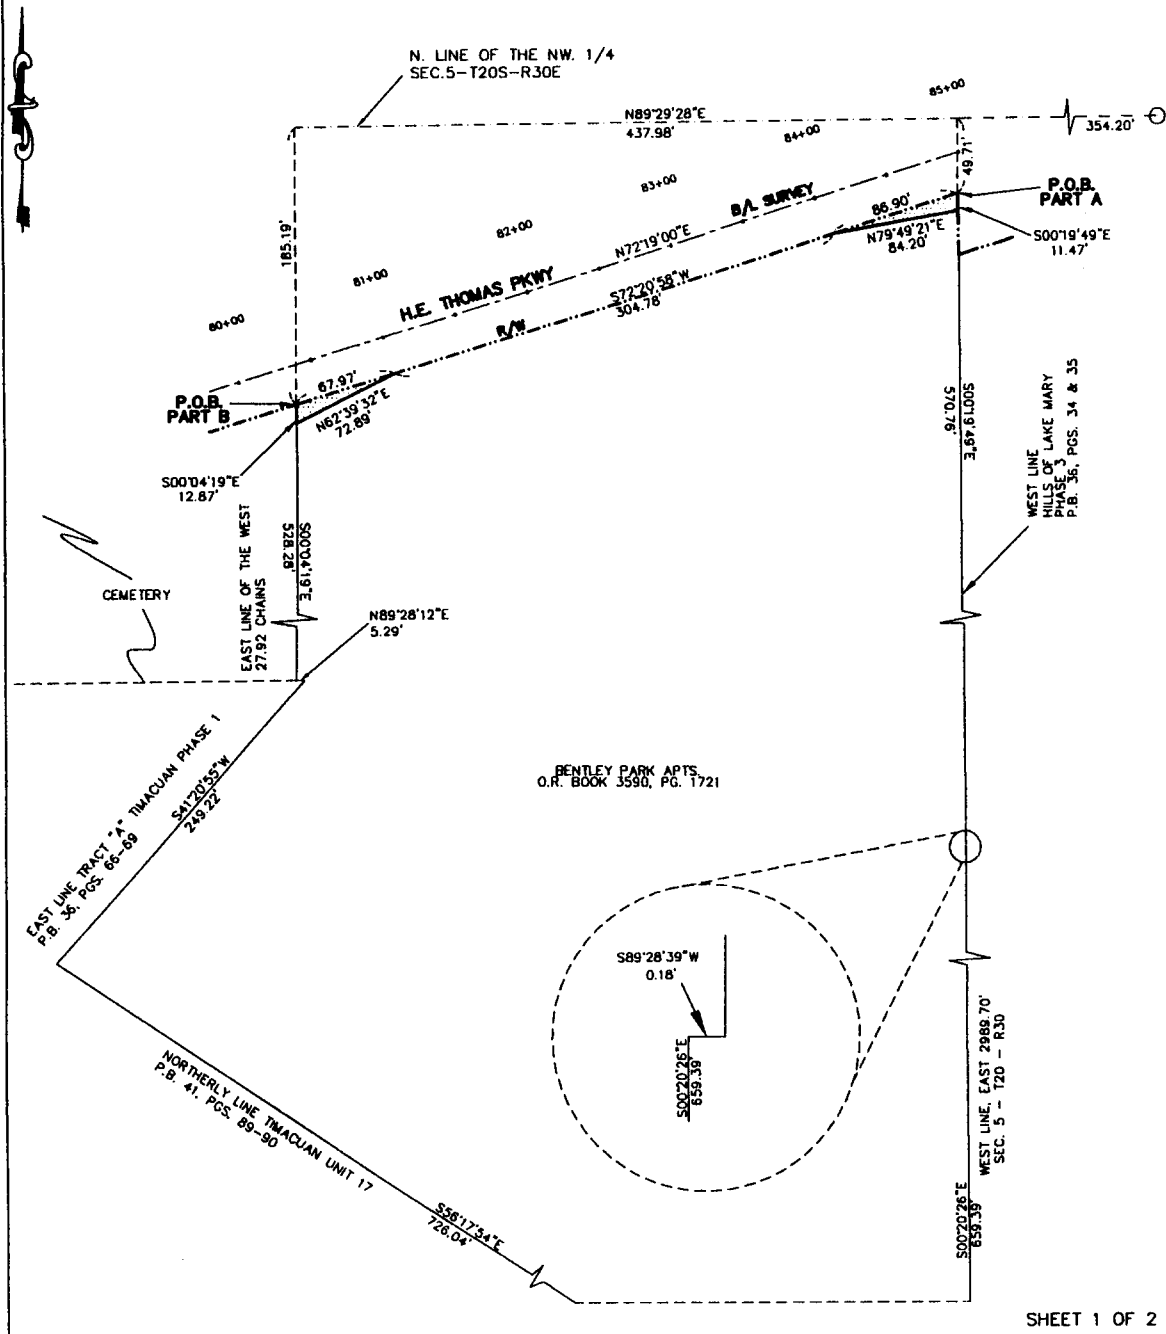 N. LINE OF THE NW. 1/4
SEC.5-T20S-R30E
85+00
N89°29'28"E
437.98'
84+00
354.20'
49.71'
83+00
B/L SURVEY
86.90'
P.O.B.
PART A
82+00
N72°19'00"E
N79°49'21"E
84.20'
S00°19'49"E
11.47'
185.19'
81+00
H.E. THOMAS PKWY
S72°20'58"W
304.78'
80+00
R/W
67.97'
P.O.B.
PART B
N62°39'32"E
72.89'
S00°19'49"E
570.76'
WEST LINE
HILLS OF LAKE MARY
PHASE 3
P.B. 36, PGS. 34 & 35
S00°04'19"E
12.87'
EAST LINE OF THE WEST
27.92 CHAINS
S00°04'19"E
528.28'
CEMETERY
N89°28'12"E
5.29'
EAST LINE TRACT "A" TIMACUAN PHASE 1
P.B. 36, PGS. 66-69
S41°20'55"W
249.22'
BENTLEY PARK APTS.
O.R. BOOK 3590, PG. 1721
S89°28'39"W
0.18'
S00°20'26"E
659.39'
WEST LINE, EAST 2989.70'
SEC. 5 - T20 - R30
NORTHERLY LINE TIMACUAN UNIT 17
P.B. 41, PGS. 89-90
S56°17'54"E
726.04'
S00°20'26"E
659.39'
SHEET 1 OF 2